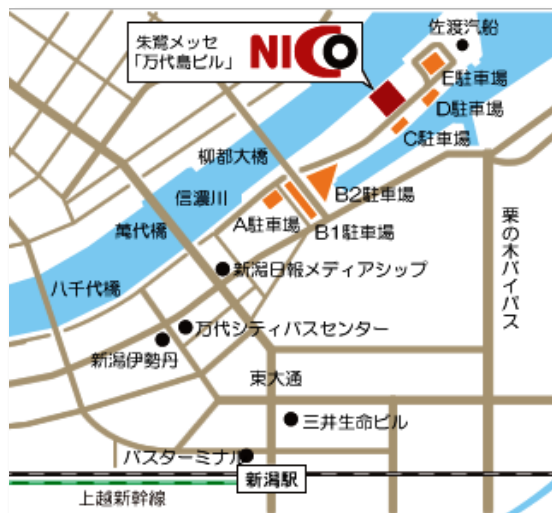 佐渡汽船
朱鷺メッセ
「万代島ビル」
NICO
E駐車場
D駐車場
C駐車場
柳都大橋
信濃川
B2駐車場
A駐車場
B1駐車場
萬代橋
栗の木バイパス
新潟日報メディアシップ
八千代橋
万代シティバスセンター
新潟伊勢丹
東大通
三井生命ビル
バスターミナル
新潟駅
上越新幹線